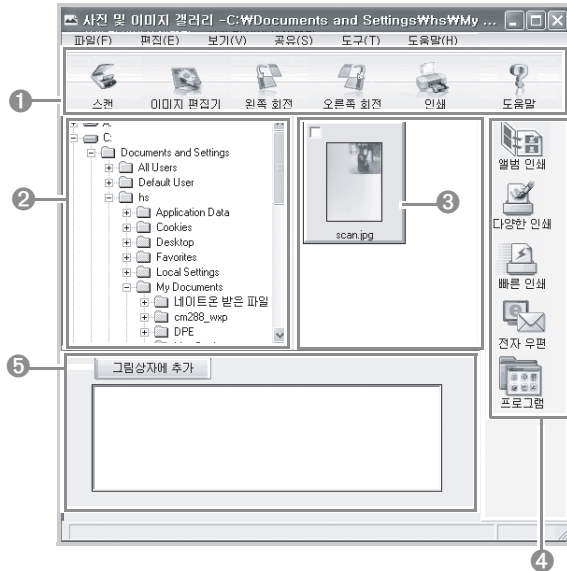 사진 및 이미지 갤러리 -C:₩Documents and Settings₩hs₩My ...
파일(F) 편집(E) 보기(V) 공유(S) 도구(T) 도움말(H)
❶
스캔 이미지 편집기 왼쪽 회전 오른쪽 회전 인쇄 도움말
❷
A:
C:
Documents and Settings
All Users
Default User
hs
Application Data
Cookies
Desktop
Favorites
Local Settings
My Documents
네이트온 받은 파일
cm288_wxp
DPE
❸
scan.jpg
앨범 인쇄
다양한 인쇄
빠른 인쇄
전자 우편
프로그램
❹
❺
그림상자에 추가